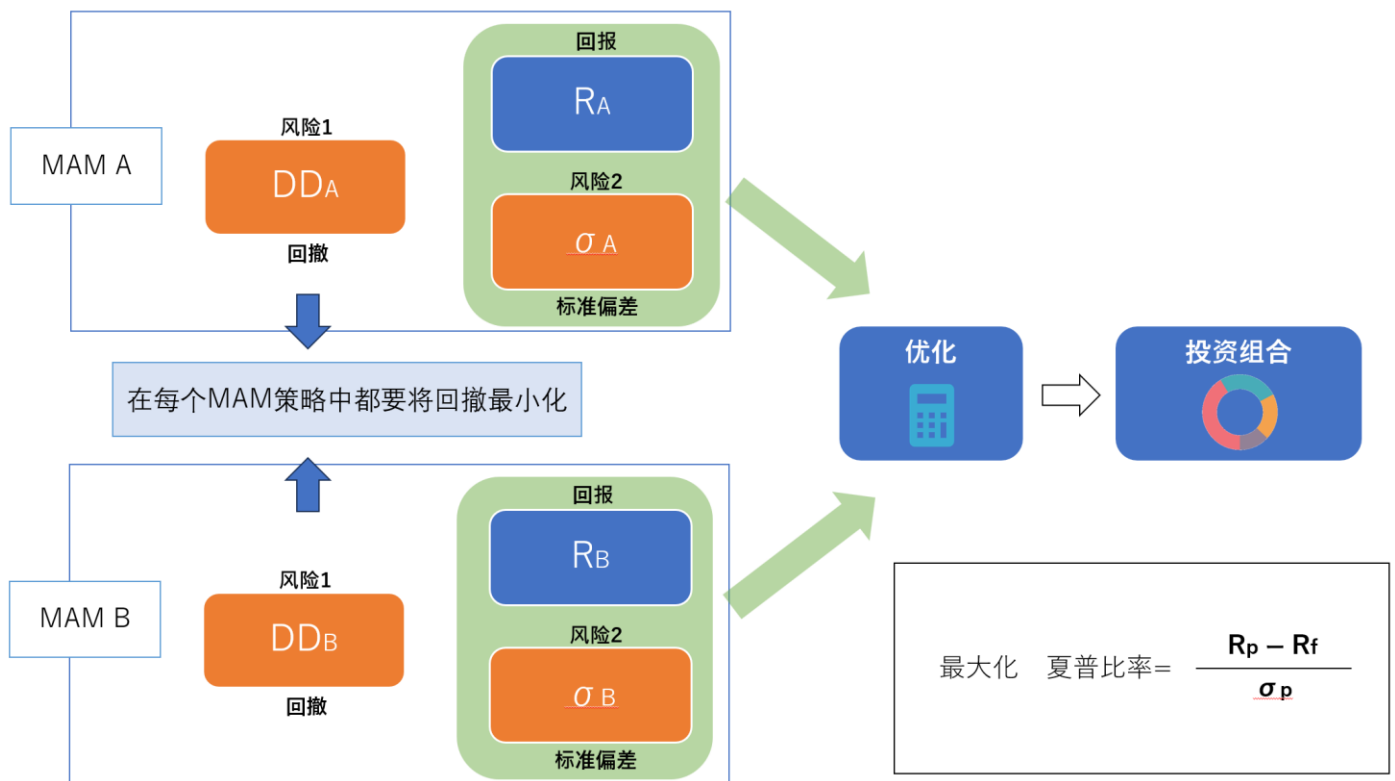 MAM A
风险1
DDA
回撤
回报
RA
风险2
σ A
标准偏差
在每个MAM策略中都要将回撤最小化
MAM B
风险1
DDB
回撤
回报
RB
风险2
σ B
标准偏差
优化
投资组合
最大化 夏普比率=
Rp – Rf
σ p